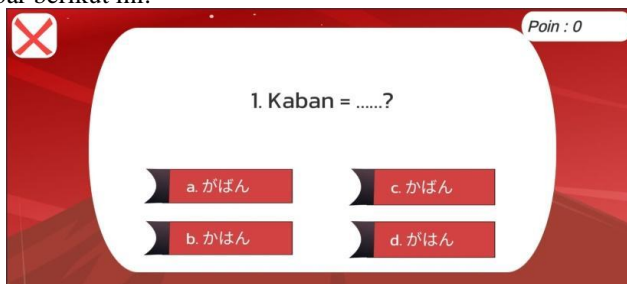 Poin : 0
1. Kaban = ......?
a. がばん
b. かはん
c. かばん
d. がはん